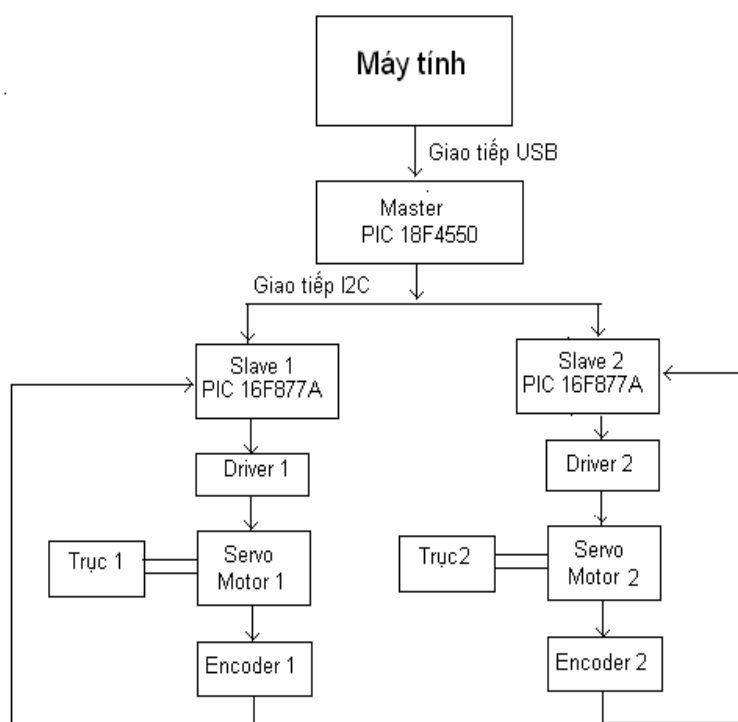 Máy tính
Giao tiếp USB
Master
PIC 18F4550
Giao tiếp I2C
Slave 1
PIC 16F877A
Slave 2
PIC 16F877A
Driver 1
Driver 2
Trục 1
Servo
Motor 1
Trục2
Servo
Motor 2
Encoder 1
Encoder 2